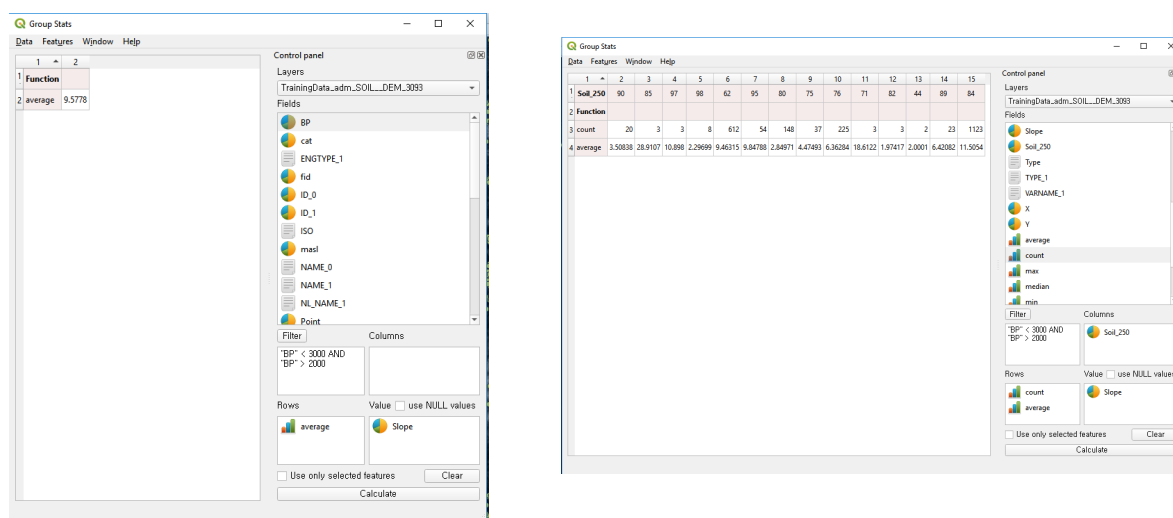 Group Stats
Data Features Window Help
1 2
1 Function
2 average 9.5778
Control panel
Layers
TrainingData_adm_SOIL__DEM_3093
Fields
BP
cat
ENGTYPE_1
fid
ID_0
ID_1
ISO
masl
NAME_0
NAME_1
NL_NAME_1
Point
Filter Columns
"BP" < 3000 AND
"BP" > 2000
Rows Value use NULL values
average Slope
Use only selected features Clear
Calculate
Group Stats
Data Features Window Help
1 2 3 4 5 6 7 8 9 10 11 12 13 14 15
1 Soil_250 90 85 97 98 62 95 80 75 76 71 82 44 89 84
2 Function
3 count 20 3 3 8 612 54 148 37 225 3 3 2 23 1123
4 average 3.50838 28.9107 10.898 2.29699 9.46315 9.84788 2.84971 4.47493 6.36284 18.6122 1.97417 2.0001 6.42082 11.5054
Control panel
Layers
TrainingData_adm_SOIL__DEM_3093
Fields
Slope
Soil_250
Type
TYPE_1
VARNAME_1
X
Y
average
count
max
median
min
Filter Columns
"BP" < 3000 AND
"BP" > 2000
Soil_250
Rows Value use NULL values
count Slope
average
Use only selected features Clear
Calculate